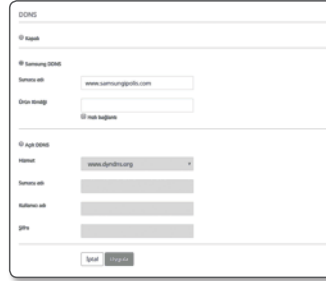 DDNS
Kapalı
Samsung DDNS
Sunucu adı
www.samsungipolis.com
Ürün Kimliği
Hızlı bağlantı
Açık DDNS
Hizmet
www.dyndns.org
Sunucu adı
Kullanıcı adı
Şifre
İptal